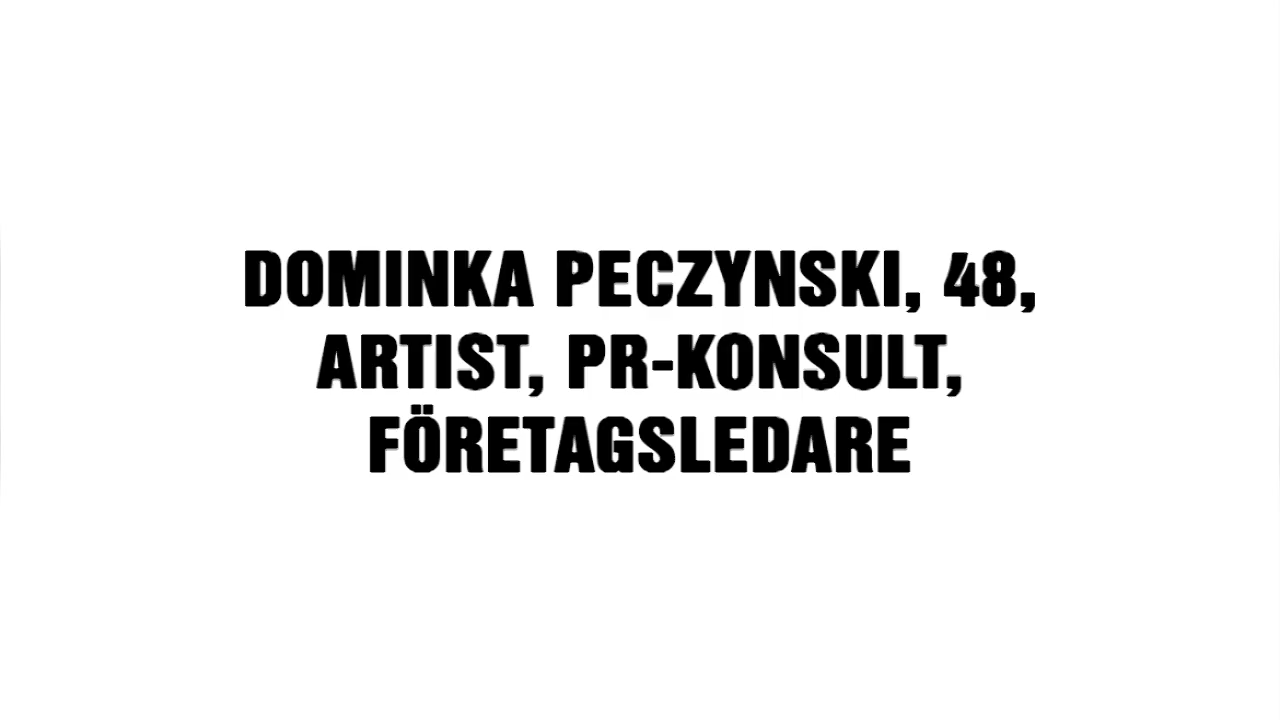 DOMINKA PECZYNSKI, 48,
ARTIST, PR-KONSULT,
FÖRETAGSLEDARE